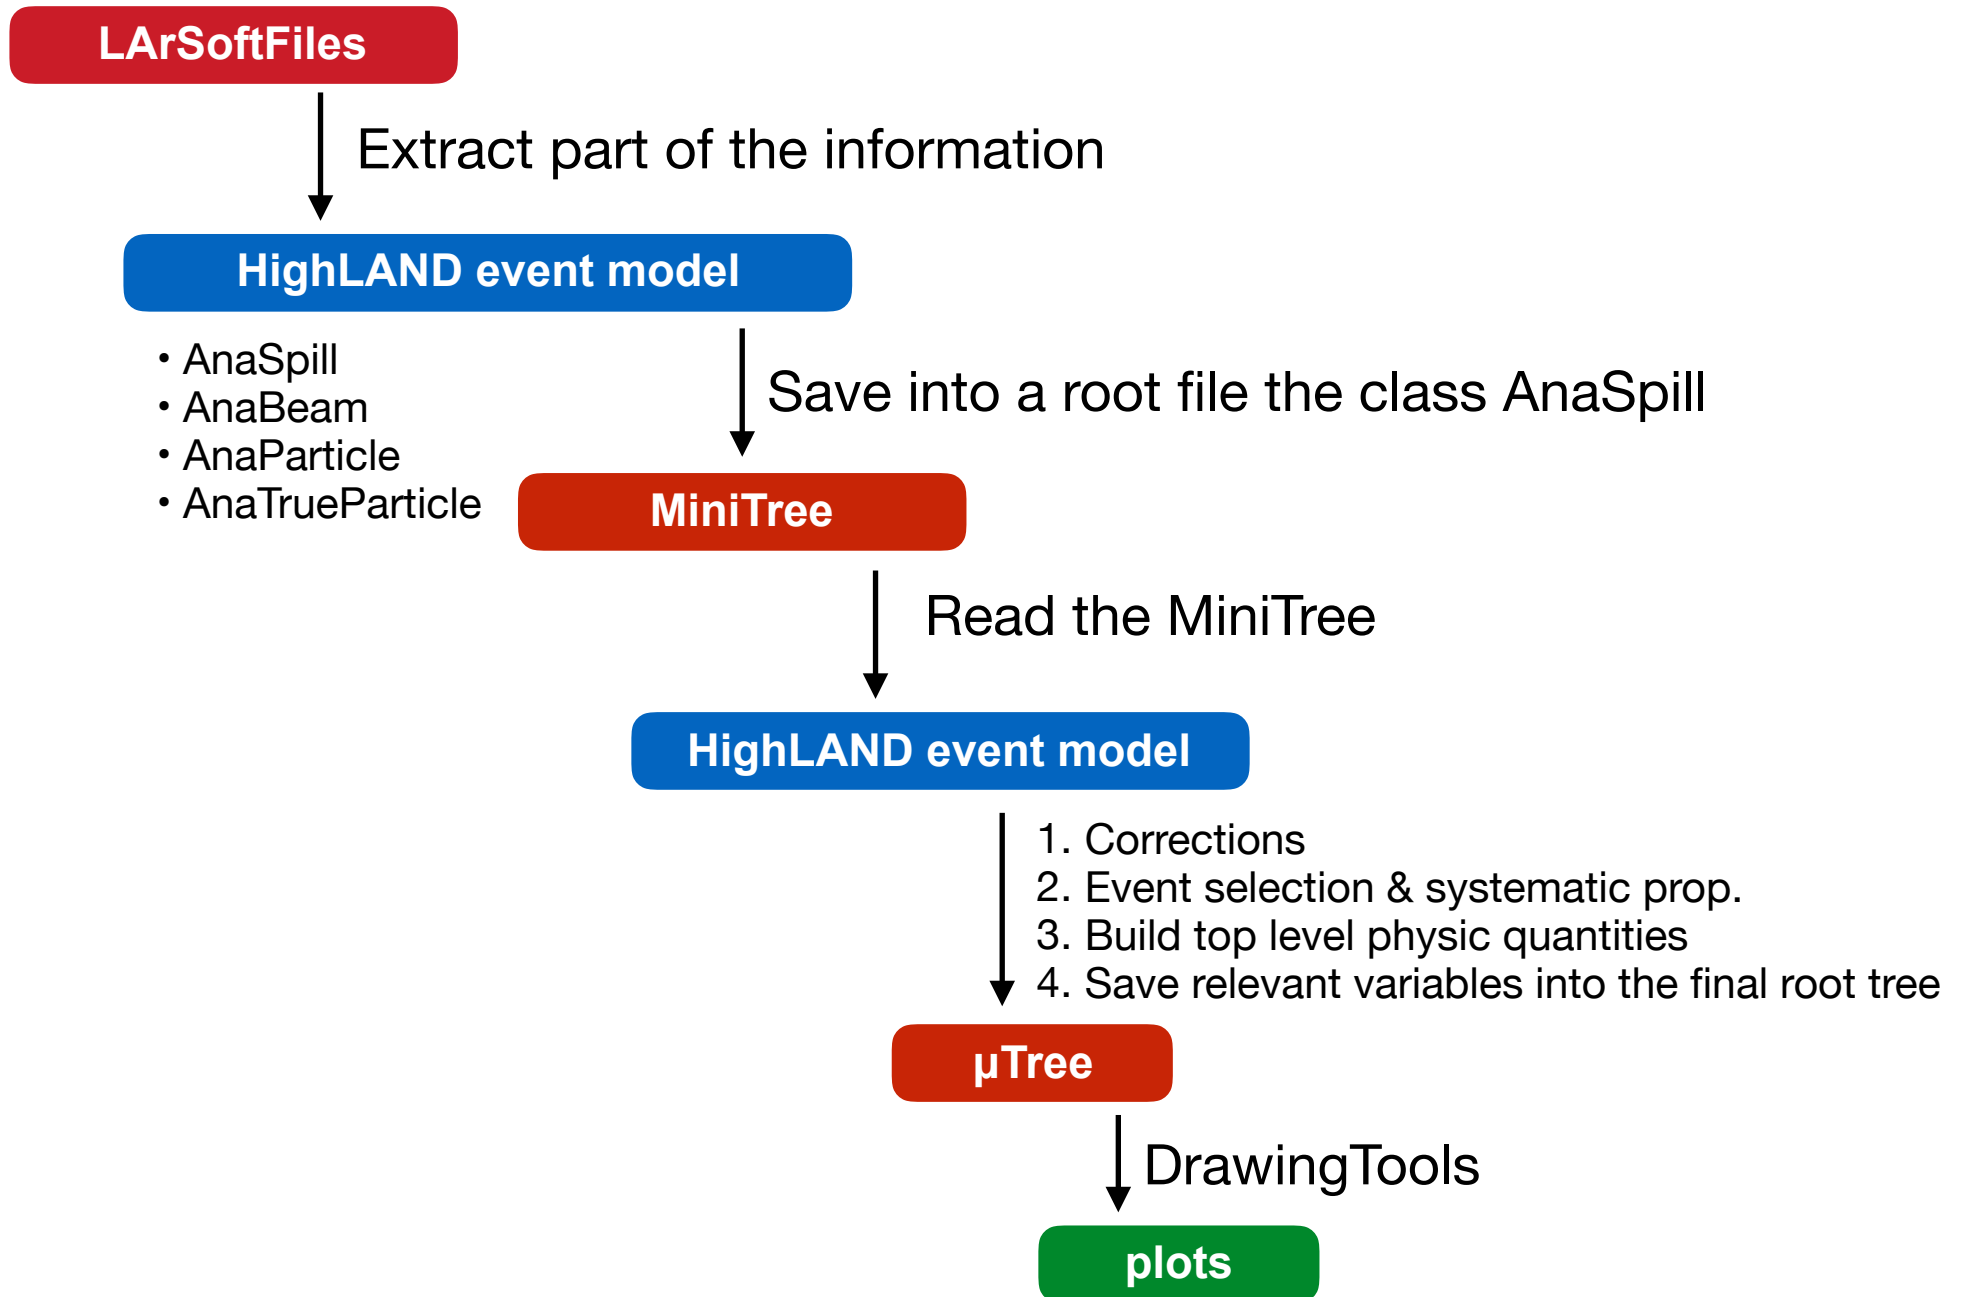 LArSoftFiles
Extract part of the information
HighLAND event model
• AnaSpill
• AnaBeam
• AnaParticle
• AnaTrueParticle
Save into a root file the class AnaSpill
MiniTree
Read the MiniTree
HighLAND event model
1. Corrections
2. Event selection & systematic prop.
3. Build top level physic quantities
4. Save relevant variables into the final root tree
µTree
DrawingTools
plots